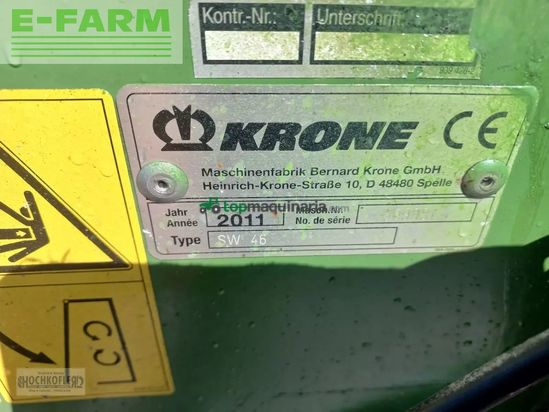 E-FARM
Kontr.-Nr.:
Unterschrift:
KRONE CE
Maschinenfabrik Bernard Krone GmbH
Heinrich-Krone-Straße 10, D 48480 Spelle
topmaquinaria
Jahr
Année
2011
No. de série
Type
SW 46
HOCHKOFLER